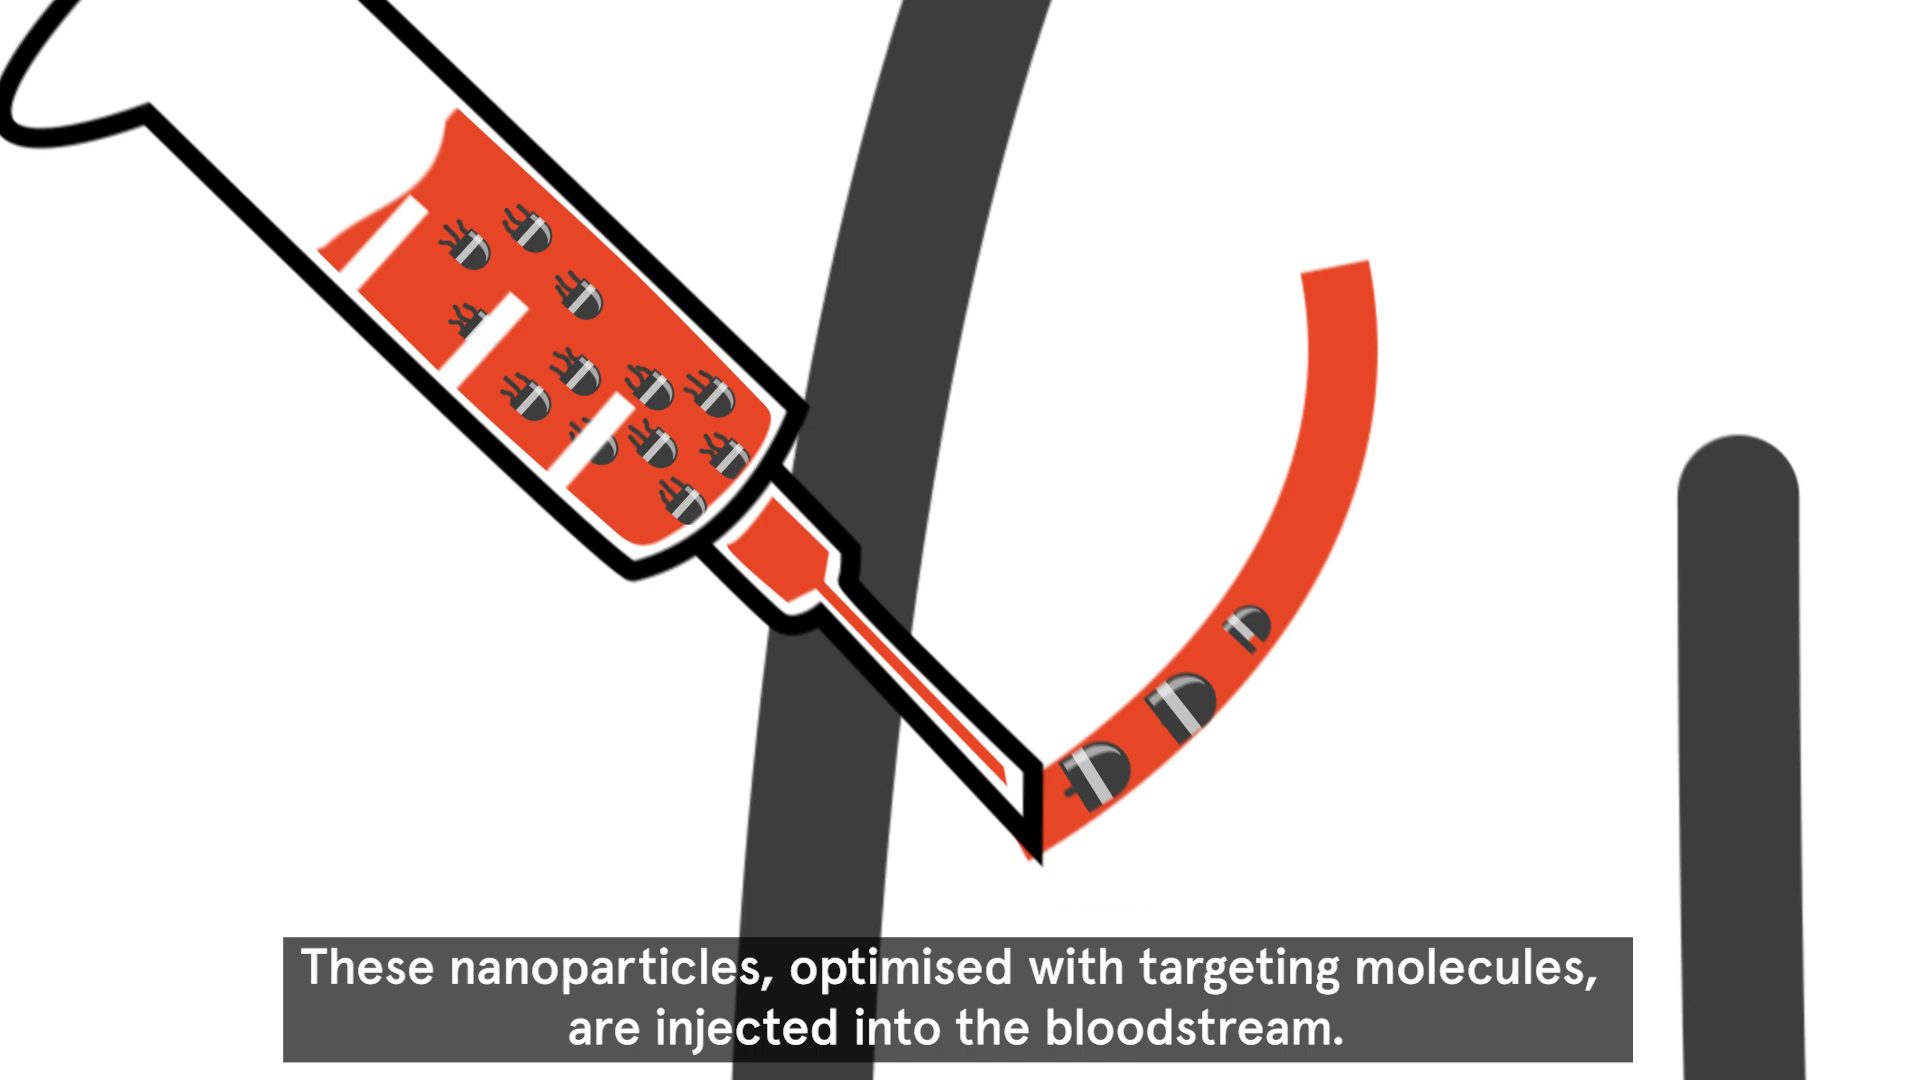 These nanoparticles, optimised with targeting molecules,
are injected into the bloodstream.